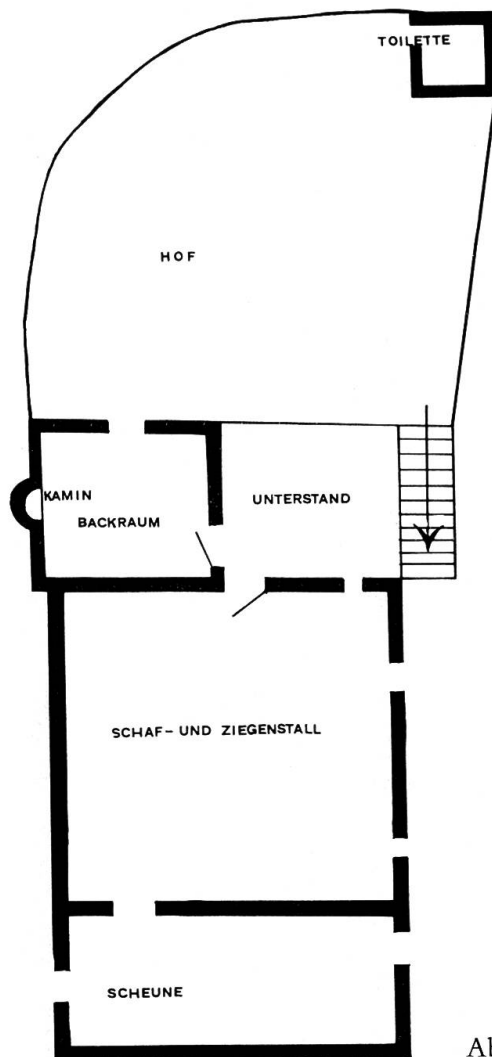 TOILETTE
HOF
KAMIN
BACKRAUM
UNTERSTAND
SCHAF- UND ZIEGENSTALL
SCHEUNE